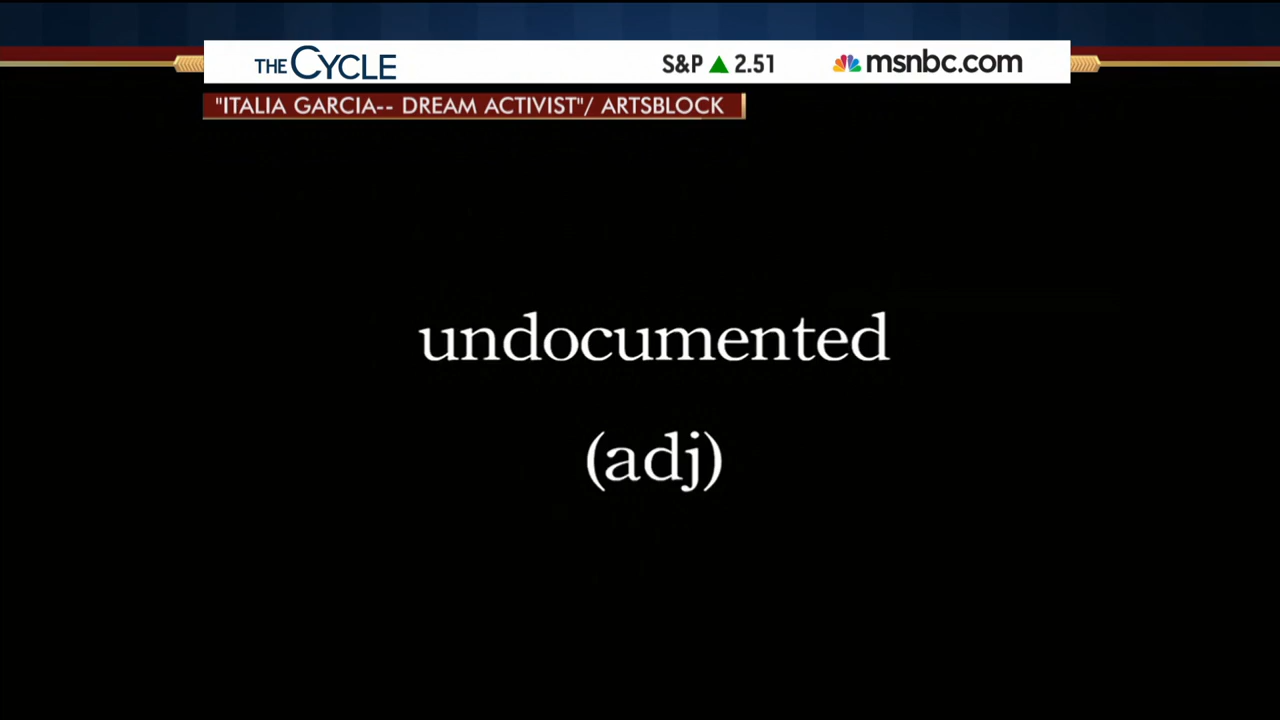 THE CYCLE
S&P ▲ 2.51
msnbc.com
"ITALIA GARCIA-- DREAM ACTIVIST"/ ARTSBLOCK
undocumented
(adj)